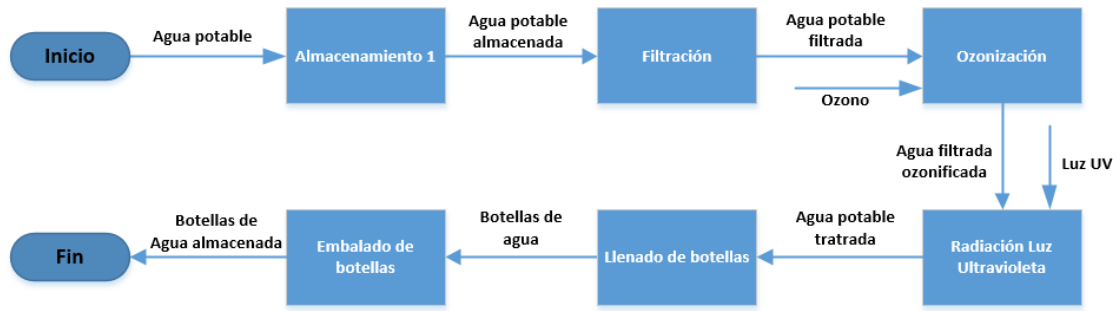 Inicio
Agua potable
Almacenamiento 1
Agua potable
almacenada
Filtración
Agua potable
filtrada
Ozono
Ozonización
Agua filtrada
ozonificada
Luz UV
Radiación Luz
Ultravioleta
Agua potable
tratrada
Llenado de botellas
Botellas de
agua
Embalado de
botellas
Botellas de
Agua almacenada
Fin